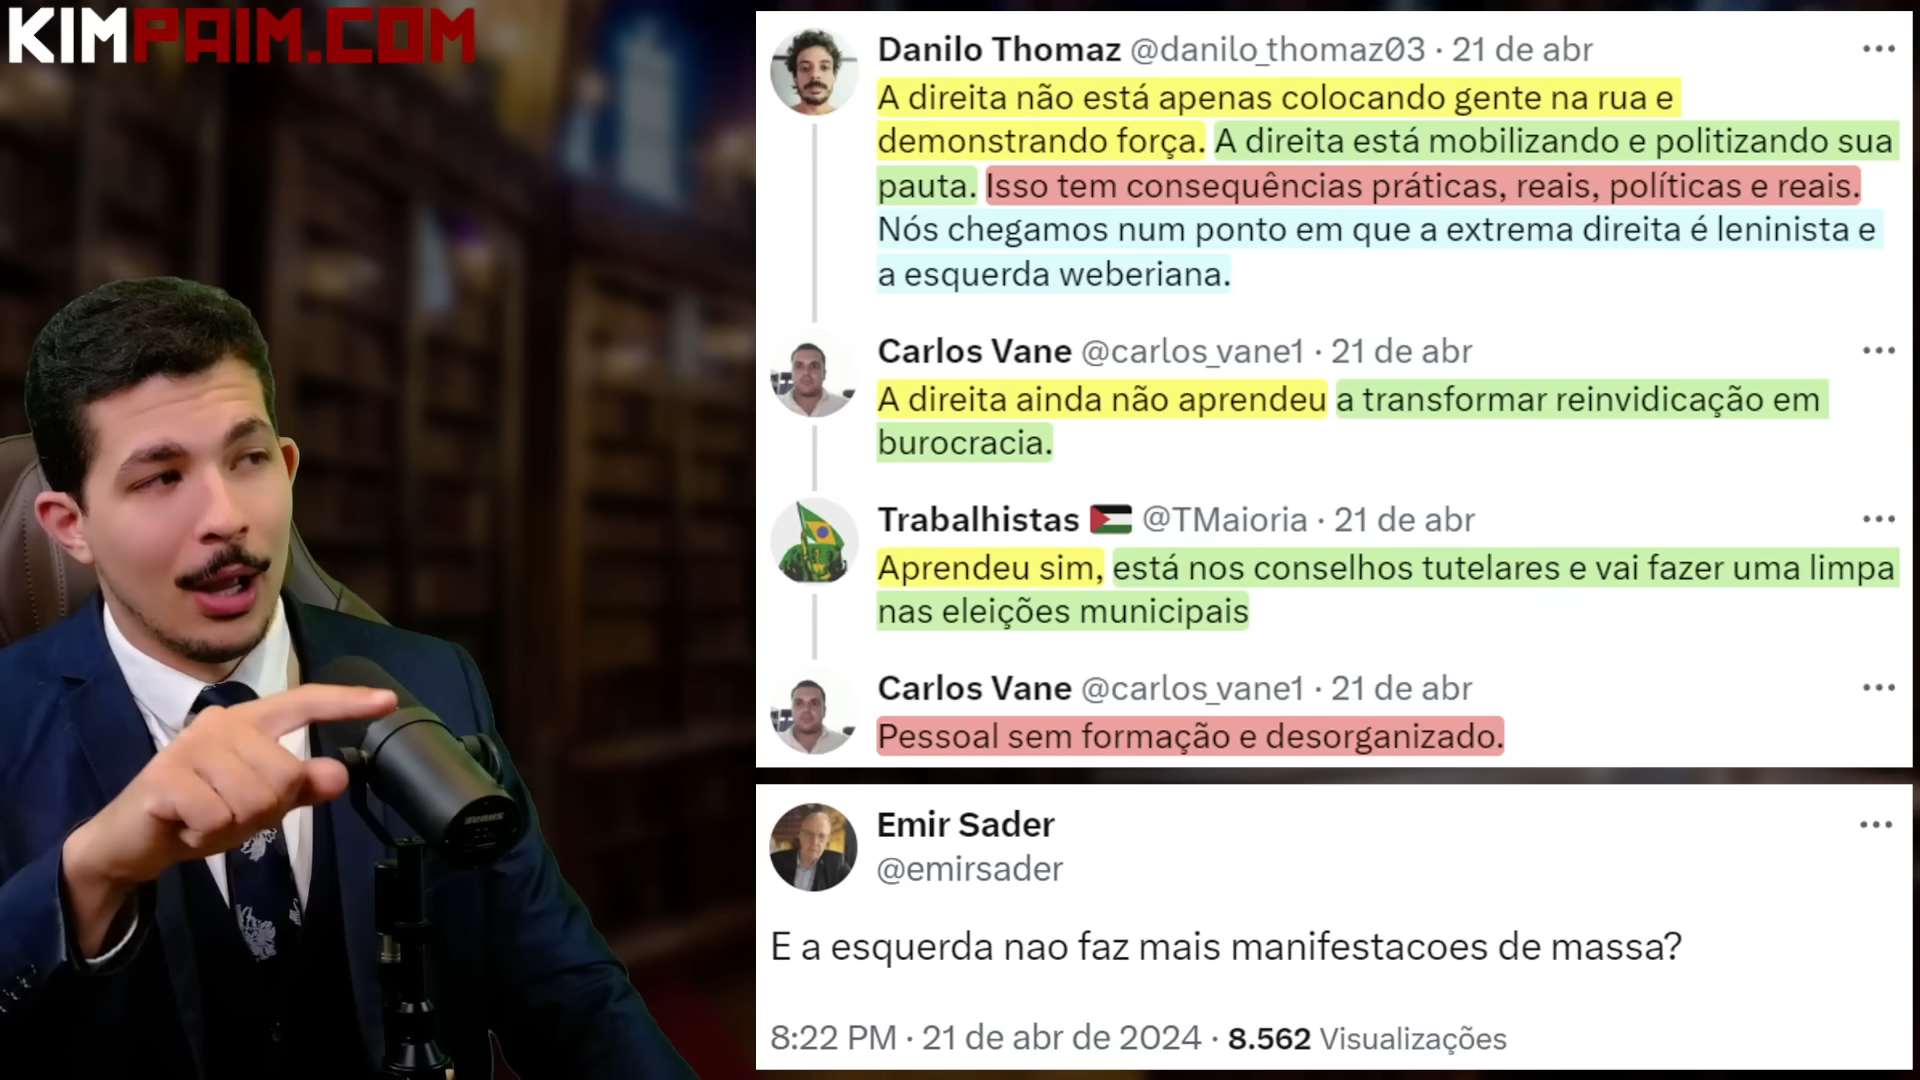 KIMPAIM.COM
Danilo Thomaz @danilo_thomaz03 · 21 de abr
A direita não está apenas colocando gente na rua e
demonstrando força. A direita está mobilizando e politizando sua
pauta. Isso tem consequências práticas, reais, políticas e reais.
Nós chegamos num ponto em que a extrema direita é leninista e
a esquerda weberiana.
Carlos Vane @carlos_vane1 · 21 de abr
A direita ainda não aprendeu a transformar reinvidicação em
burocracia.
Trabalhistas 🇵🇸 @TMaioria · 21 de abr
Aprendeu sim, está nos conselhos tutelares e vai fazer uma limpa
nas eleições municipais
Carlos Vane @carlos_vane1 · 21 de abr
Pessoal sem formação e desorganizado.
Emir Sader
@emirsader
E a esquerda nao faz mais manifestacoes de massa?
8:22 PM · 21 de abr de 2024 · 8.562 Visualizações